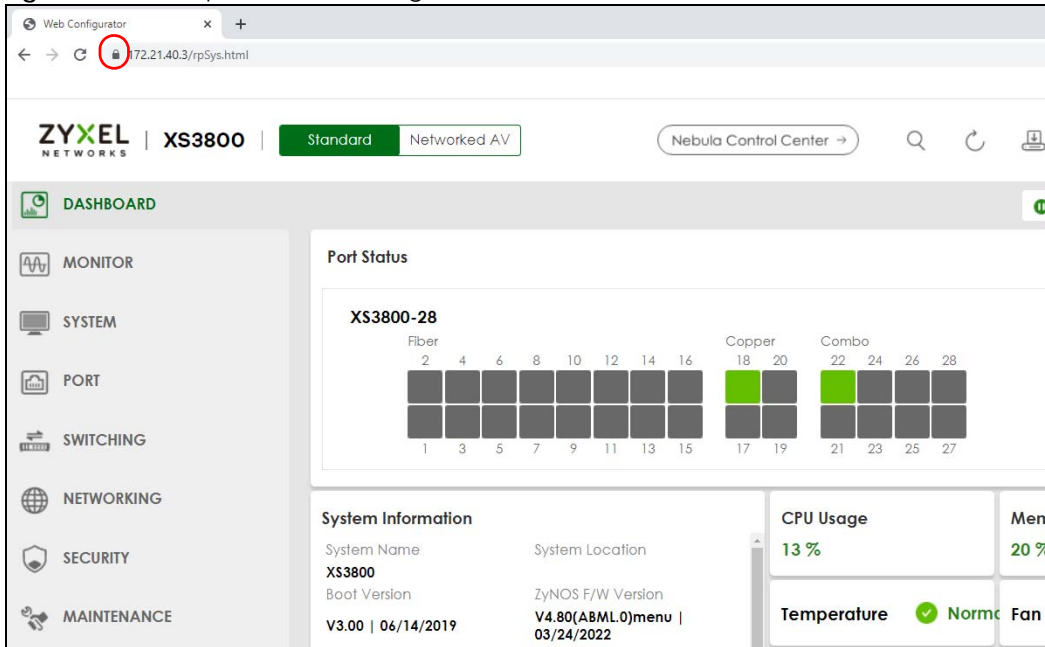 Web Configurator × +
172.21.40.3/rpSys.html
ZYXEL NETWORKS | XS3800 | Standard Networked AV Nebula Control Center →
DASHBOARD
MONITOR
SYSTEM
PORT
SWITCHING
NETWORKING
SECURITY
MAINTENANCE
Port Status
XS3800-28
Fiber Copper Combo
2 4 6 8 10 12 14 16 18 20 22 24 26 28
1 3 5 7 9 11 13 15 17 19 21 23 25 27
System Information
System Name System Location
XS3800
Boot Version ZyNOS F/W Version
V3.00 | 06/14/2019 V4.80(ABML.0)menu |
03/24/2022
CPU Usage
13 %
Mem
20 %
Temperature Norma
Fan